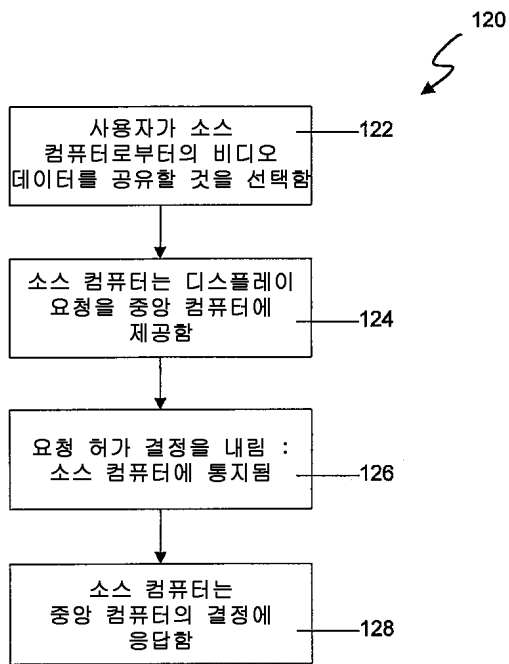 120
사용자가 소스
컴퓨터로부터의 비디오
데이터를 공유할 것을 선택함
122
소스 컴퓨터는 디스플레이
요청을 중앙 컴퓨터에
제공함
124
요청 허가 결정을 내림 :
소스 컴퓨터에 통지됨
126
소스 컴퓨터는
중앙 컴퓨터의 결정에
응답함
128